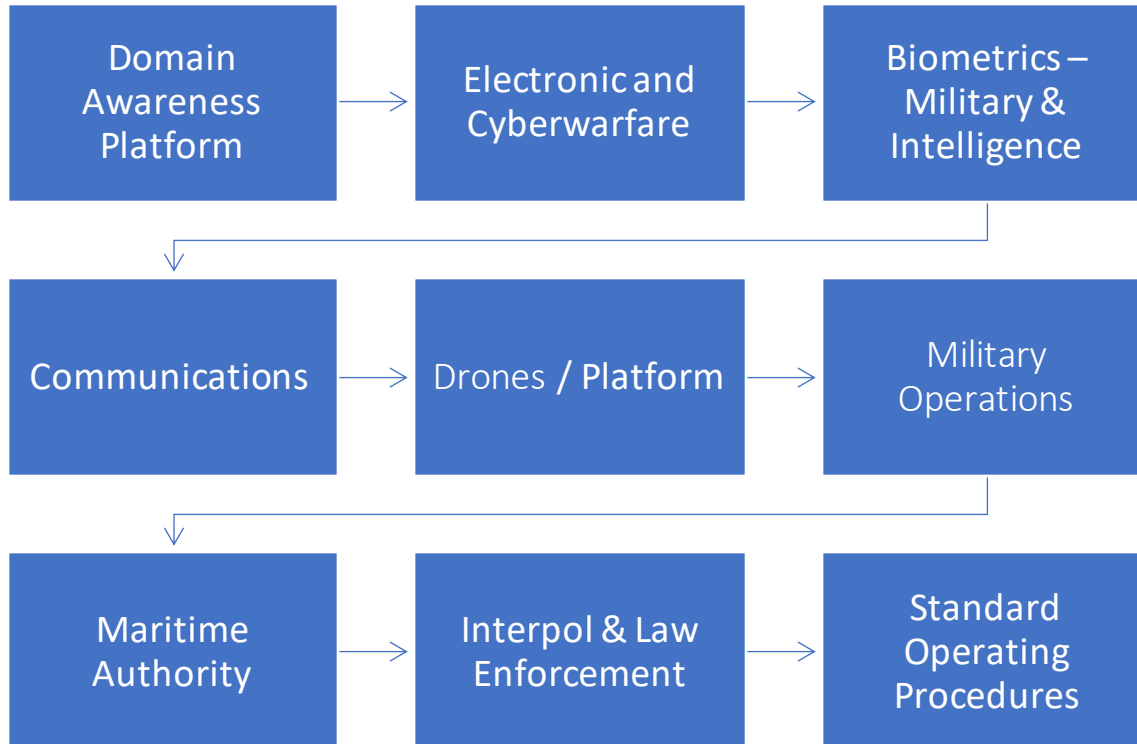 Domain
Awareness
Platform
Electronic and
Cyberwarfare
Biometrics –
Military &
Intelligence
Communications
Drones / Platform
Military
Operations
Maritime
Authority
Interpol & Law
Enforcement
Standard
Operating
Procedures